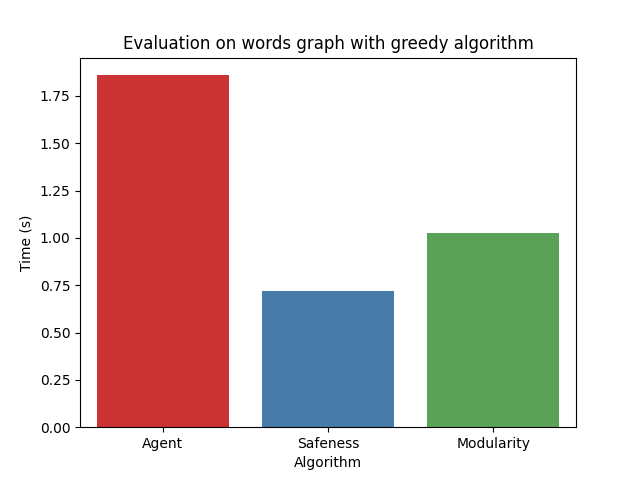 Evaluation on words graph with greedy algorithm
1.75
1.50
1.25
1.00
0.75
0.50
0.25
0.00
Time (s)
Agent Safeness Modularity
Algorithm